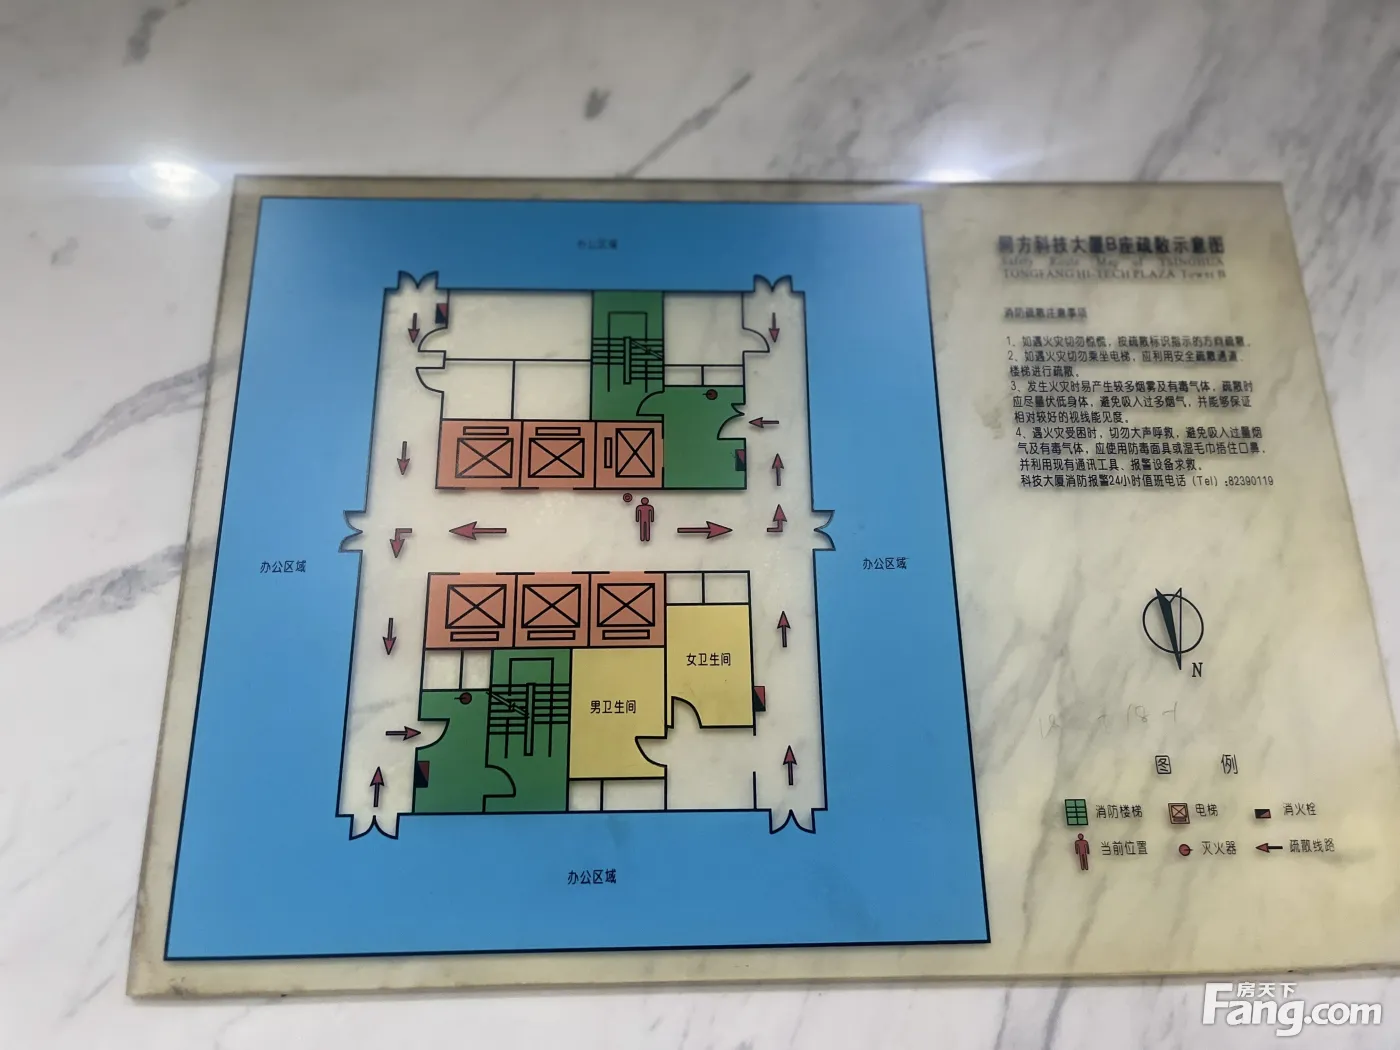 同方科技大厦B座疏散示意图
Safety Route Map of TSINGHUA
TONGFANG HI-TECH PLAZA Tower B
消防疏散注意事项
1、如遇火灾切勿惊慌，按疏散标识指示的方向疏散。
2、如遇火灾切勿乘坐电梯，应利用安全疏散通道、
楼梯进行疏散。
3、发生火灾时易产生较多烟雾及有毒气体，疏散时
应尽量伏低身体，避免吸入过多烟气，并能够保证
相对较好的视线能见度。
4、遇火灾受困时，切勿大声呼救，避免吸入过量烟
气及有毒气体，应使用防毒面具或湿毛巾捂住口鼻，
并利用现有通讯工具、报警设备求救。
科技大厦消防报警24小时值班电话（Tel）:82390119
办公区域
办公区域
办公区域
女卫生间
男卫生间
办公区域
N
图 例
消防楼梯 电梯 消火栓
当前位置 灭火器 疏散线路
房天下
Fang.com